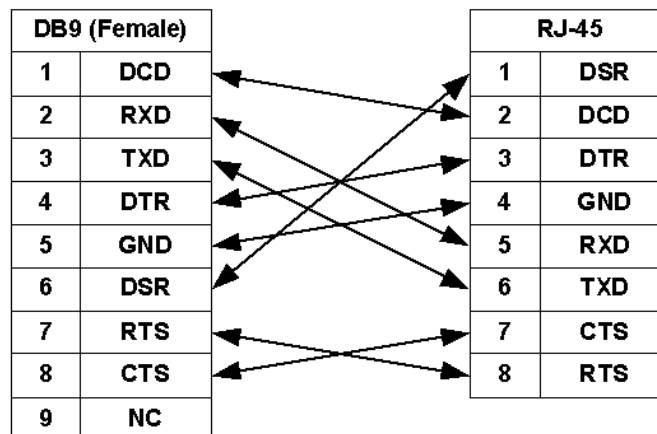 DB9 (Female)
1 DCD
2 RXD
3 TXD
4 DTR
5 GND
6 DSR
7 RTS
8 CTS
9 NC
RJ-45
1 DSR
2 DCD
3 DTR
4 GND
5 RXD
6 TXD
7 CTS
8 RTS